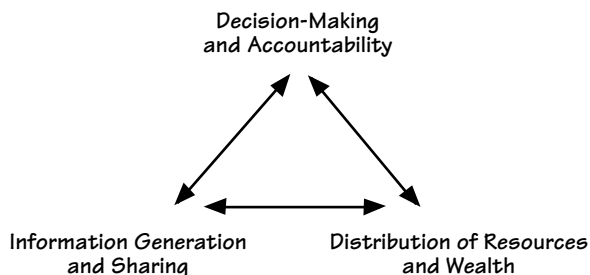 Decision-Making
and Accountability
Information Generation
and Sharing
Distribution of Resources
and Wealth